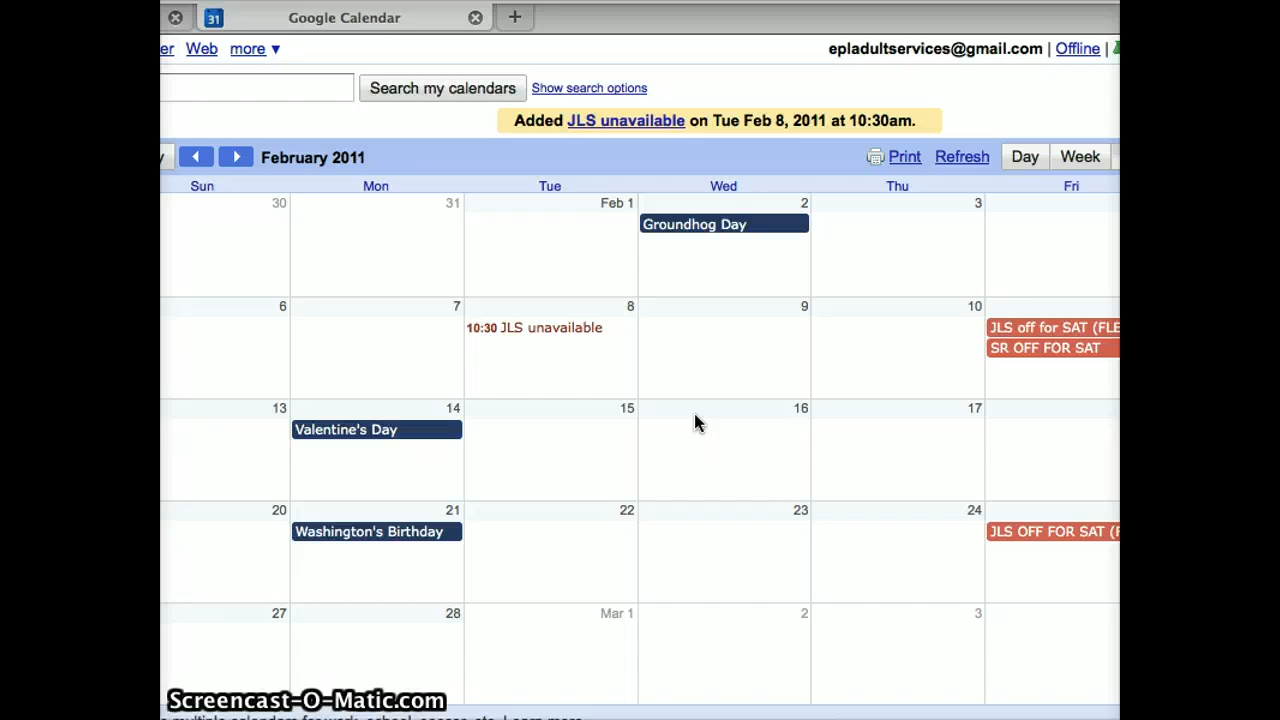 31 Google Calendar
er Web more ▼ epladultservices@gmail.com | Offline |
Search my calendars Show search options
Added JLS unavailable on Tue Feb 8, 2011 at 10:30am.
y February 2011 Print Refresh Day Week
Sun Mon Tue Wed Thu Fri
30 31 Feb 1 2 3
Groundhog Day
6 7 8 9 10
10:30 JLS unavailable JLS off for SAT (FLE
SR OFF FOR SAT
13 14 15 16 17
Valentine's Day
20 21 22 23 24
Washington's Birthday JLS OFF FOR SAT (F
27 28 Mar 1 2 3
Screencast-O-Matic.com